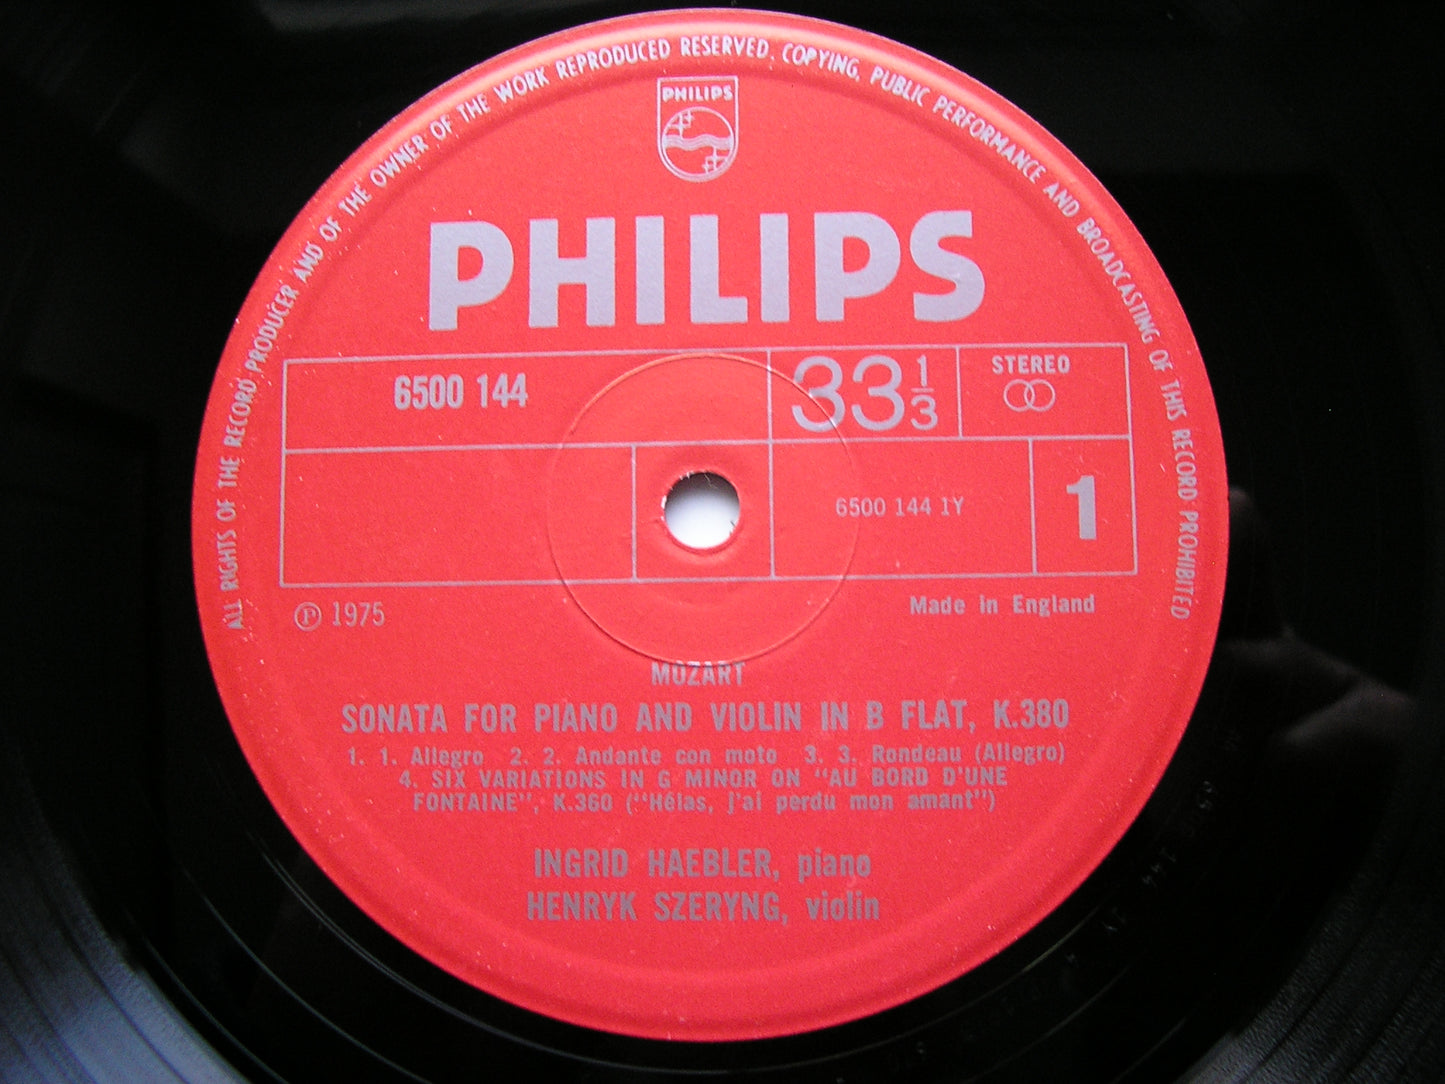 ALL RIGHTS OF THE RECORD PRODUCER AND OF THE OWNER OF THE WORK REPRODUCED RESERVED. COPYING, PUBLIC PERFORMANCE AND BROADCASTING OF THIS RECORD PROHIBITED
PHILIPS
PHILIPS
6500 144
33 1/3
STEREO
6500 144 1Y
1
Ⓟ 1975
Made in England
MOZART
SONATA FOR PIANO AND VIOLIN IN B FLAT, K.380
1. 1. Allegro 2. 2. Andante con moto 3. 3. Rondeau (Allegro)
4. SIX VARIATIONS IN G MINOR ON "AU BORD D'UNE
FONTAINE", K.360 ("Hélas, j'ai perdu mon amant")
INGRID HAEBLER, piano
HENRYK SZERYNG, violin